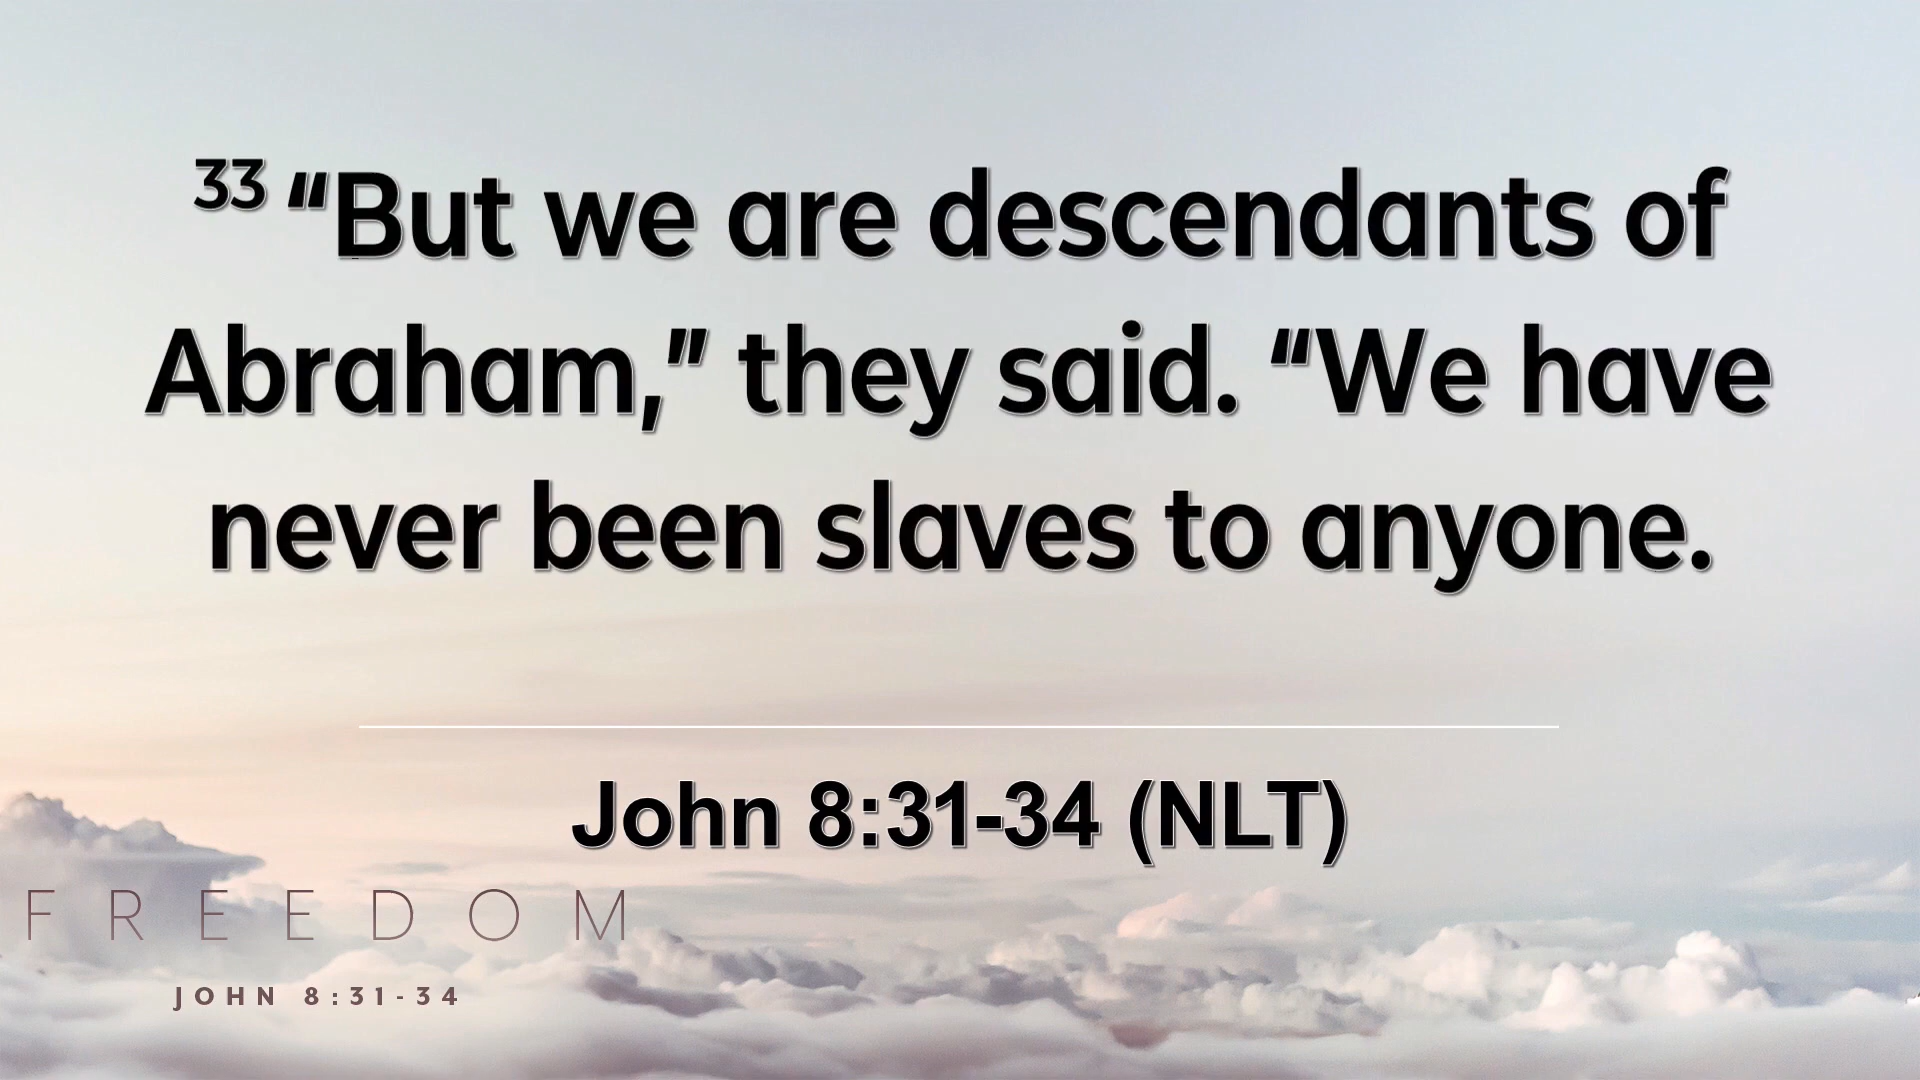 33 “But we are descendants of
Abraham,” they said. “We have
never been slaves to anyone.
John 8:31-34 (NLT)
FREEDOM
JOHN 8:31-34